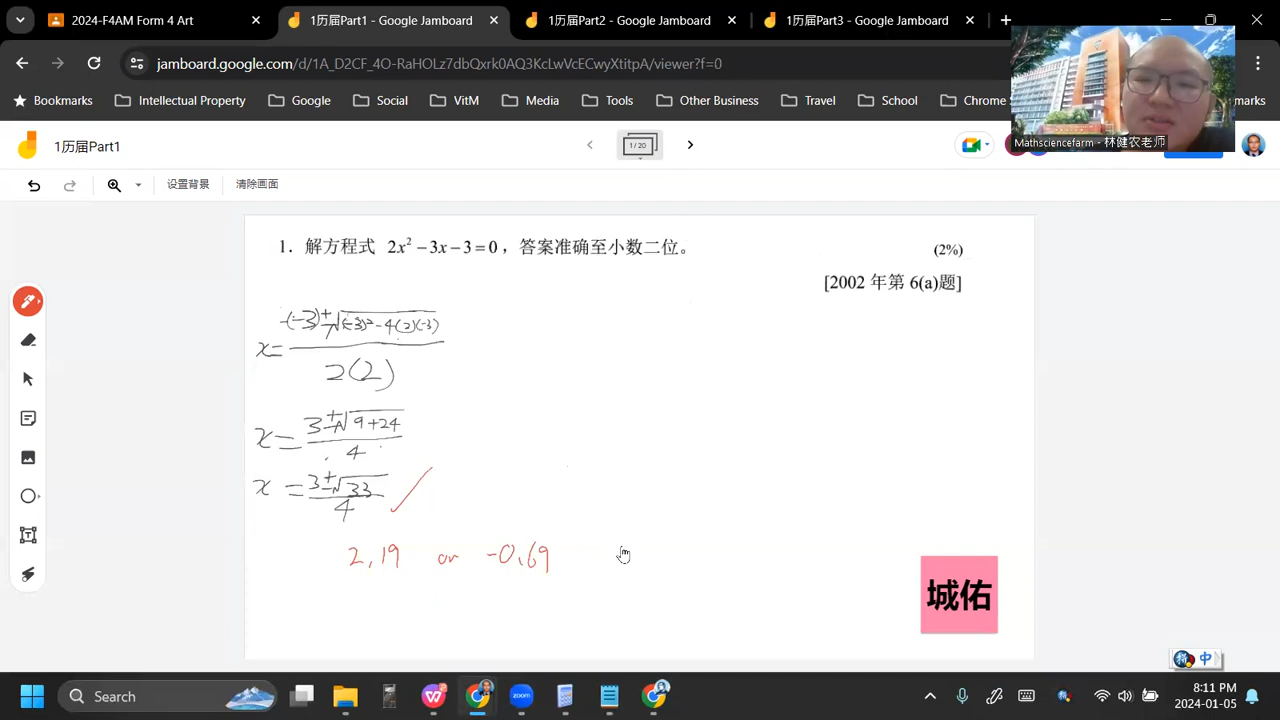 2024-F4AM Form 4 Art
1历届Part1 - Google Jamboard
1历届Part2 - Google Jamboard
1历届Part3 - Google Jamboard
jamboard.google.com/d/1A_D2CF_4O-RaHOLz7dbQxrk0AQ3KcLwVcECwyXtitpA/viewer?f=0
Bookmarks
Intellectual Property
Google
Social
VitM
Media
Tools
Other Business
Travel
School
Chrome
marks
Mathsciencefarm - 林健农老师
1历届Part1
1/20
设置背景
清除画面
1. 解方程式 2x² − 3x − 3 = 0，答案准确至小数二位。 (2%)
[2002 年第 6(a)题]
x = (-(-3) ± √((-3)² - 4(2)(-3))) / 2(2)
x = (3 ± √(9+24)) / 4
x = (3 ± √33) / 4
2.19 or -0.69
城佑
中
Search
8:11 PM
2024-01-05